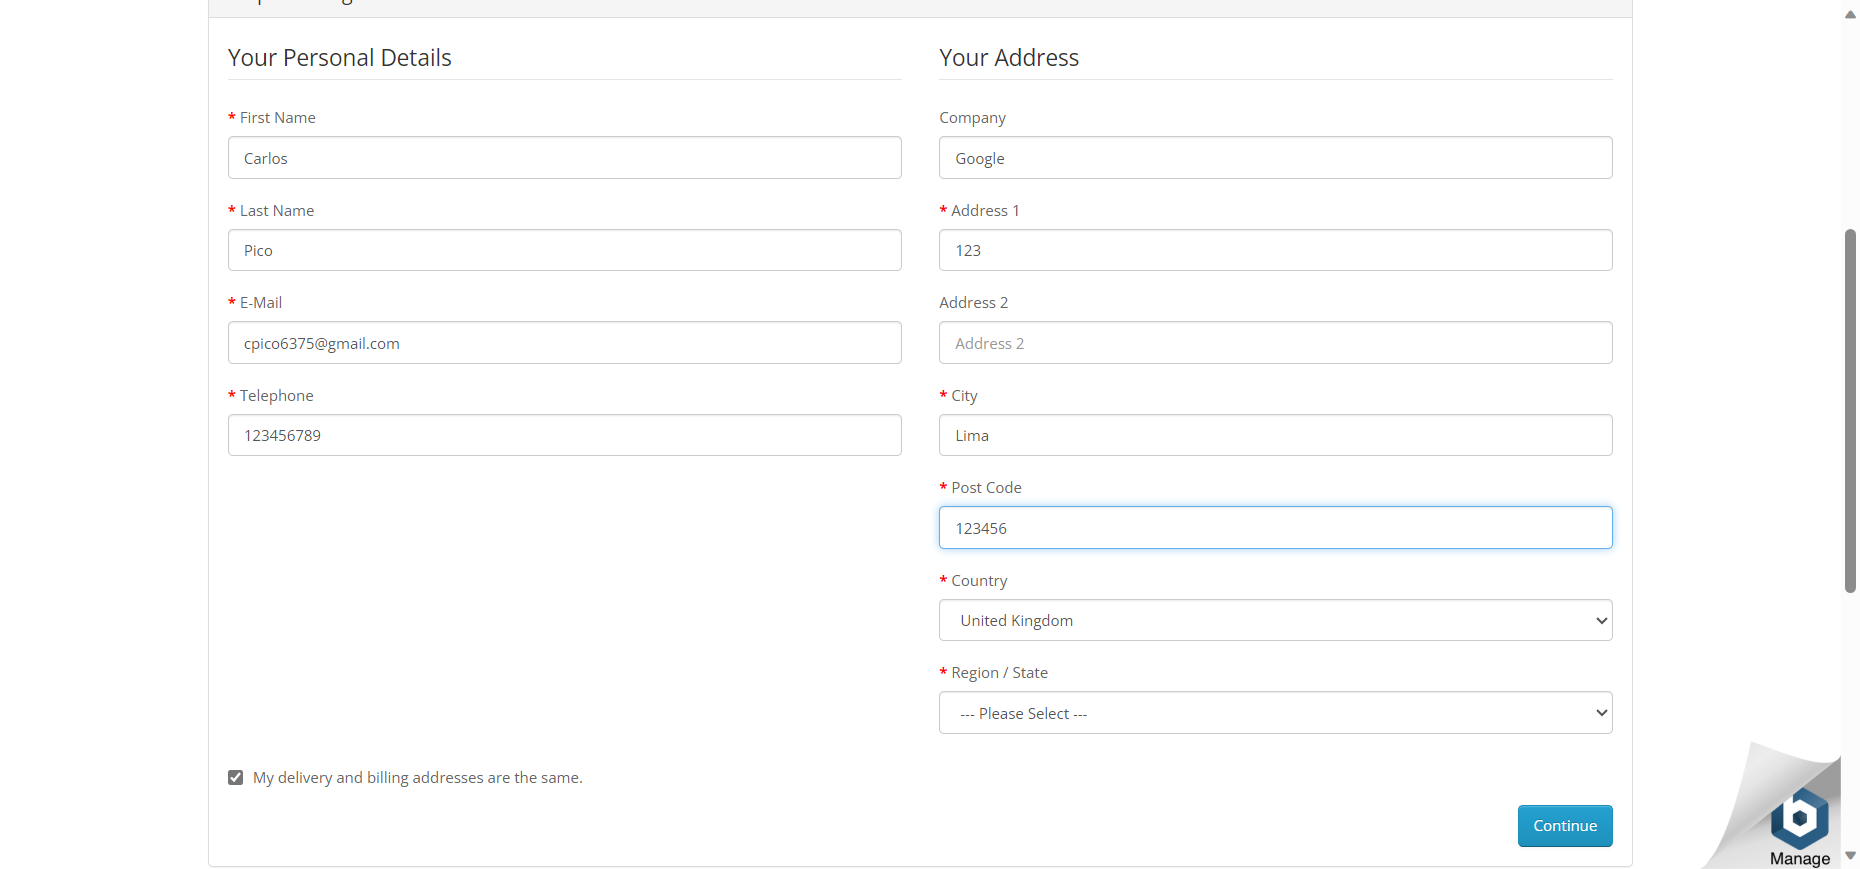 Your Personal Details
* First Name
Carlos
* Last Name
Pico
* E-Mail
cpico6375@gmail.com
* Telephone
123456789
Your Address
Company
Google
* Address 1
123
Address 2
Address 2
* City
Lima
* Post Code
123456
* Country
United Kingdom
* Region / State
--- Please Select ---
My delivery and billing addresses are the same.
Continue
b
Manage